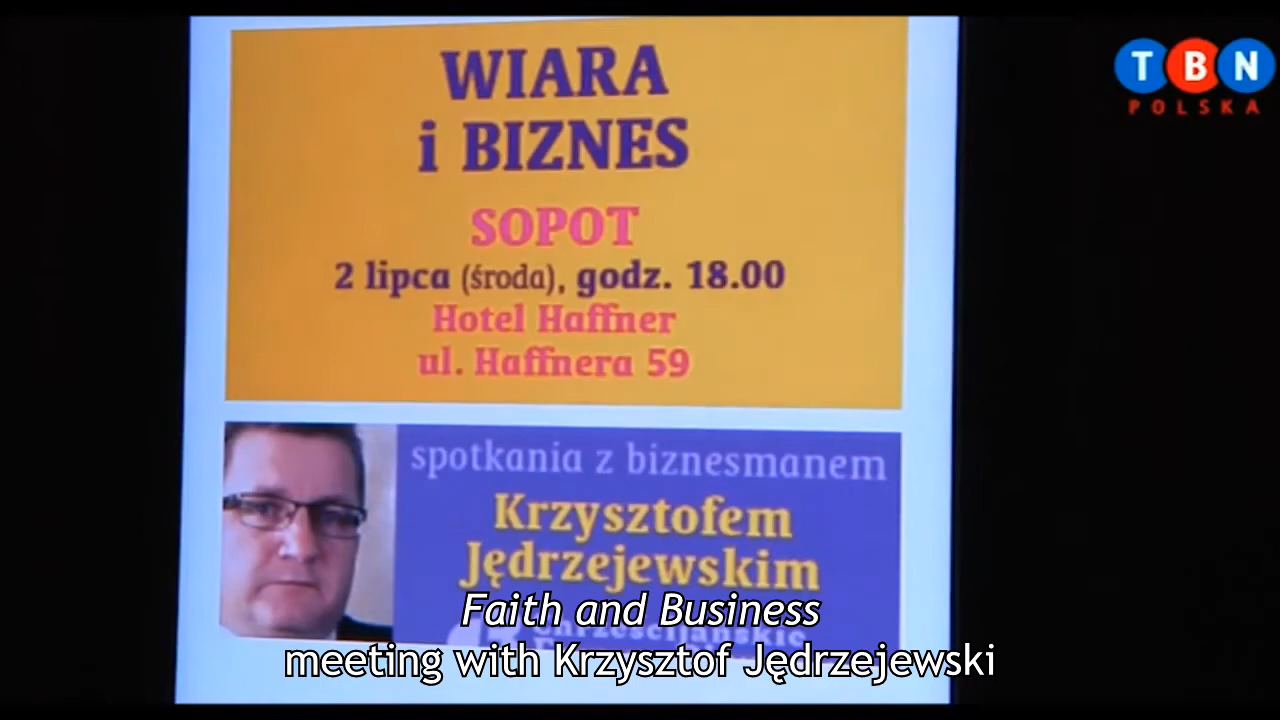 WIARA
i BIZNES
SOPOT
2 lipca (środa), godz. 18.00
Hotel Haffner
ul. Haffnera 59
spotkania z biznesmanem
Krzysztofem
Jędrzejewskim
Chrześcijańskie
Faith and Business
meeting with Krzysztof Jędrzejewski
T B N
POLSKA